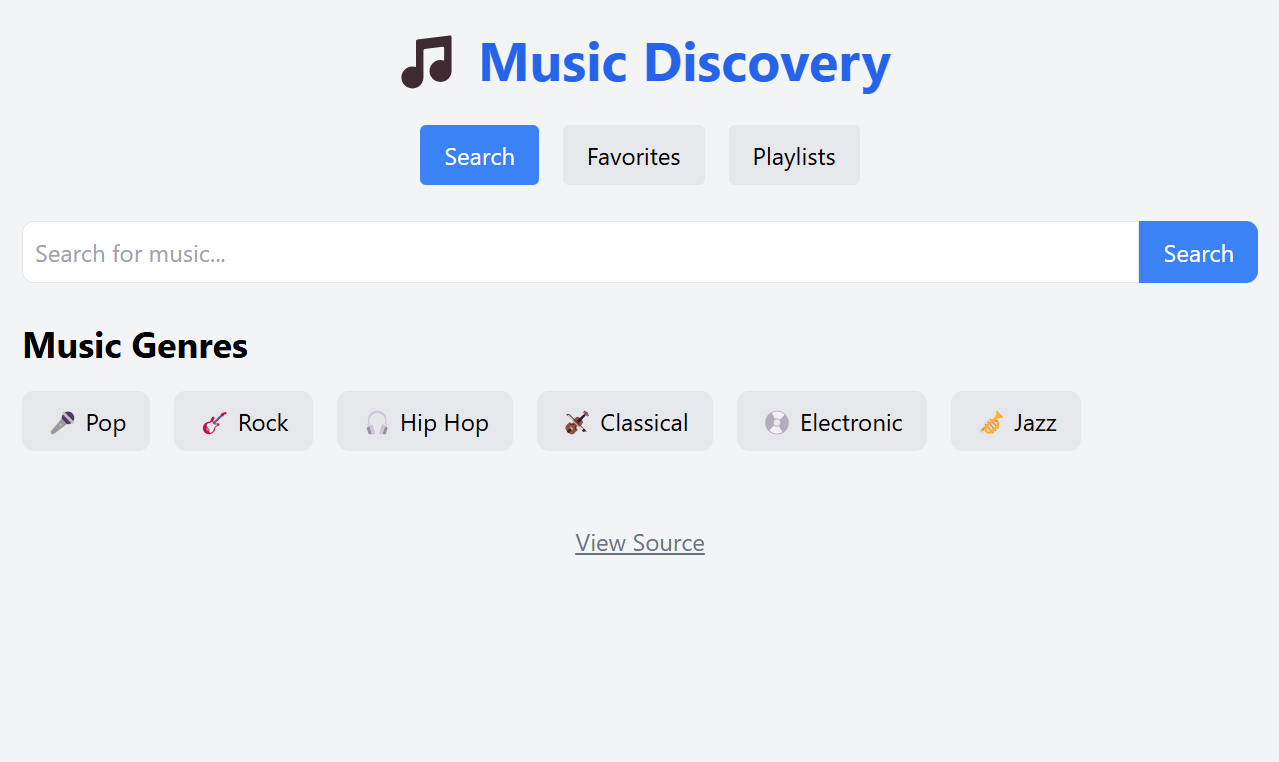 Music Discovery
Search Favorites Playlists
Search for music... Search
Music Genres
Pop Rock Hip Hop Classical Electronic Jazz
View Source